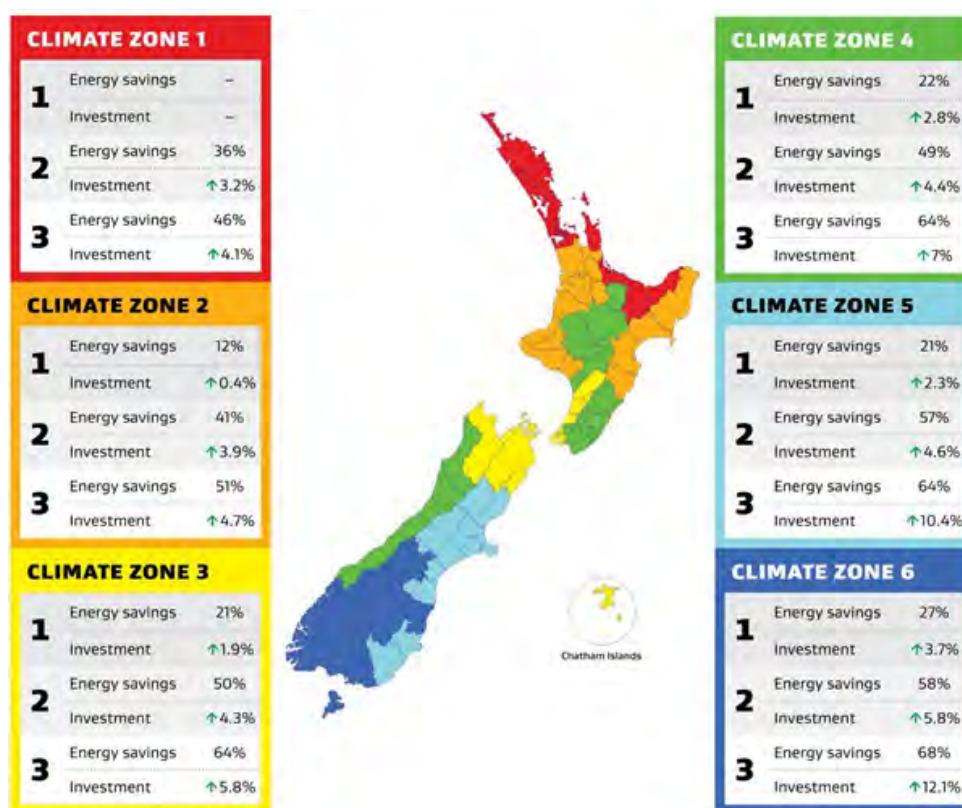 CLIMATE ZONE 1
1
Energy savings –
Investment –
2
Energy savings 36%
Investment ↑3.2%
3
Energy savings 46%
Investment ↑4.1%
CLIMATE ZONE 2
1
Energy savings 12%
Investment ↑0.4%
2
Energy savings 41%
Investment ↑3.9%
3
Energy savings 51%
Investment ↑4.7%
CLIMATE ZONE 3
1
Energy savings 21%
Investment ↑1.9%
2
Energy savings 50%
Investment ↑4.3%
3
Energy savings 64%
Investment ↑5.8%
Chatham Islands
CLIMATE ZONE 4
1
Energy savings 22%
Investment ↑2.8%
2
Energy savings 49%
Investment ↑4.4%
3
Energy savings 64%
Investment ↑7%
CLIMATE ZONE 5
1
Energy savings 21%
Investment ↑2.3%
2
Energy savings 57%
Investment ↑4.6%
3
Energy savings 64%
Investment ↑10.4%
CLIMATE ZONE 6
1
Energy savings 27%
Investment ↑3.7%
2
Energy savings 58%
Investment ↑5.8%
3
Energy savings 68%
Investment ↑12.1%